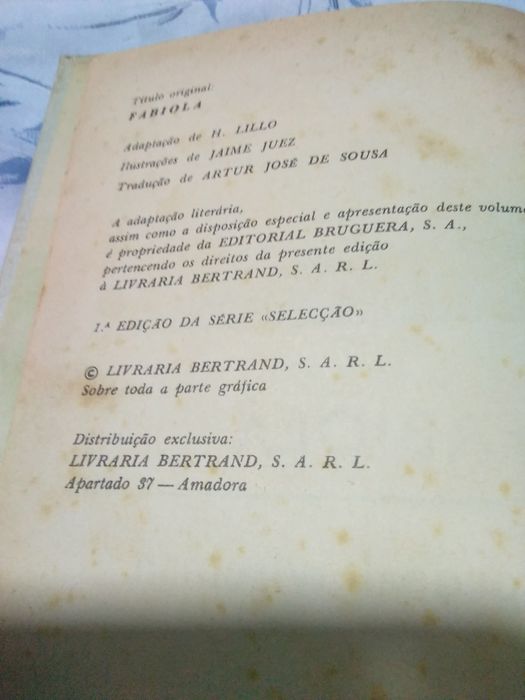 Título original:
FABIOLA
Adaptação de H. LILLO
Ilustrações de JAIME JUEZ
Tradução de ARTUR JOSÉ DE SOUSA
A adaptação literária,
assim como a disposição especial e apresentação deste volume
é propriedade da EDITORIAL BRUGUERA, S. A.,
pertencendo os direitos da presente edição
à LIVRARIA BERTRAND, S. A. R. L.
1.ª EDIÇÃO DA SÉRIE «SELECÇÃO»
© LIVRARIA BERTRAND, S. A. R. L.
Sobre toda a parte gráfica
Distribuição exclusiva:
LIVRARIA BERTRAND, S. A. R. L.
Apartado 37 — Amadora